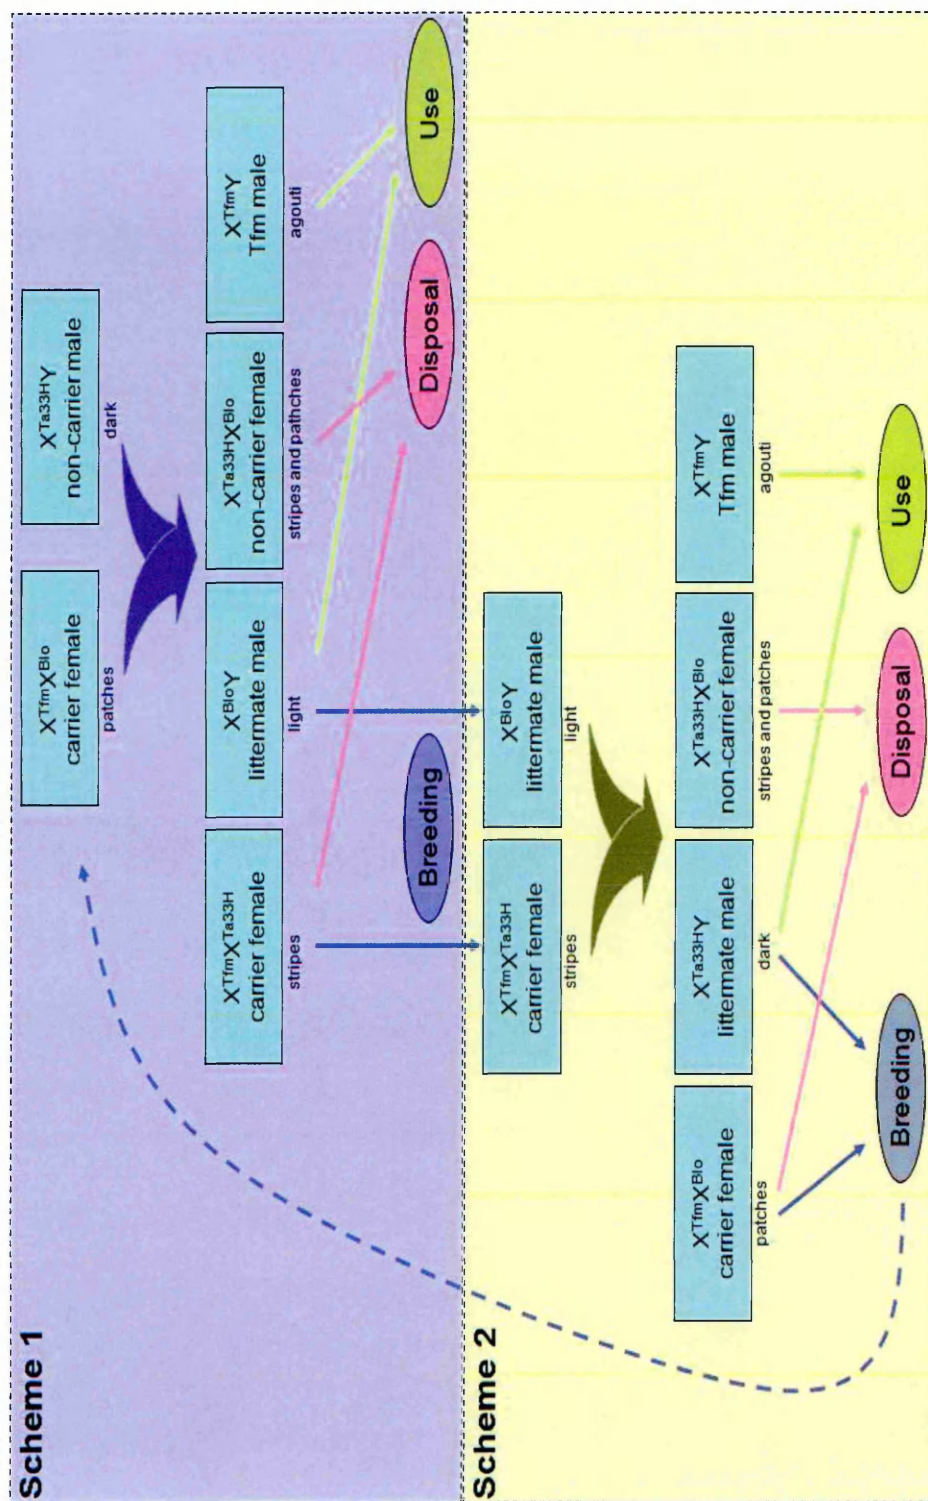 Scheme 1
X^Tfm X^Blo
carrier female
patches
X^Ta33H Y
non-carrier male
dark
X^Tfm X^Ta33H
carrier female
stripes
X^Blo Y
littermate male
light
X^Ta33H X^Blo
non-carrier female
stripes and pathches
X^Tfm Y
Tfm male
agouti
Breeding
Disposal
Use
Scheme 2
X^Tfm X^Ta33H
carrier female
stripes
X^Blo Y
littermate male
light
X^Tfm X^Blo
carrier female
patches
X^Ta33H Y
littermate male
dark
X^Ta33H X^Blo
non-carrier female
stripes and patches
X^Tfm Y
Tfm male
agouti
Breeding
Disposal
Use